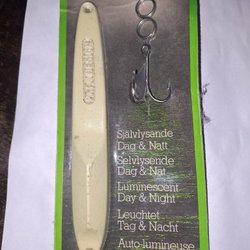 Självlysande
Dag & Natt
Selvlysende
Dag & Nat
Luminescent
Day & Night
Leuchtet
Tag & Nacht
Auto-lumineuse